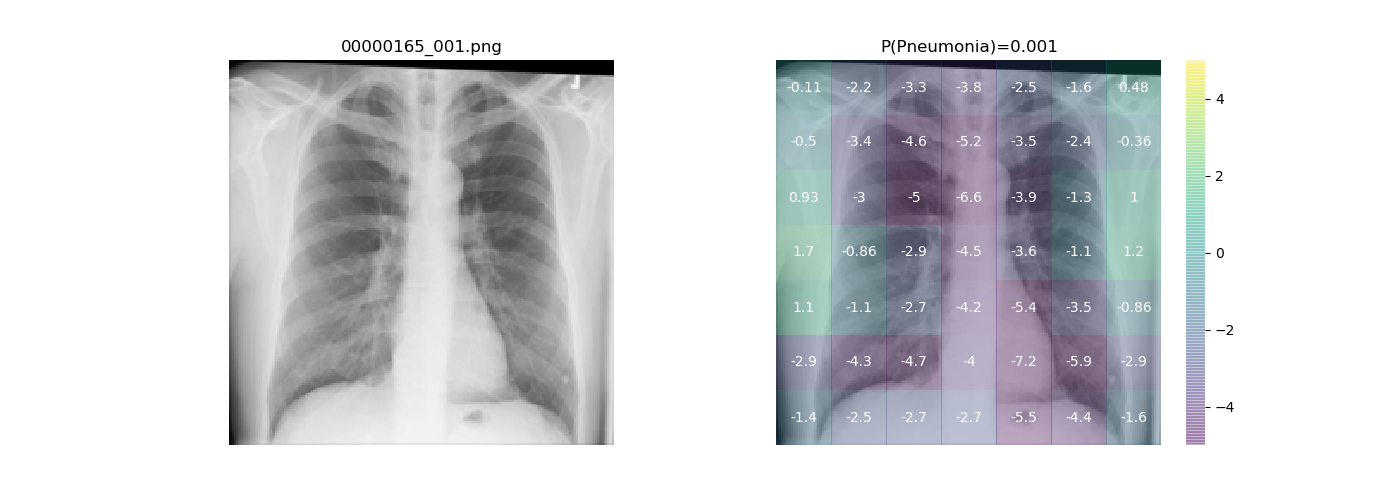 00000165_001.png
P(Pneumonia)=0.001
-0.11 -2.2 -3.3 -3.8 -2.5 -1.6 0.48
-0.5 -3.4 -4.6 -5.2 -3.5 -2.4 -0.36
0.93 -3 -5 -6.6 -3.9 -1.3 1
1.7 -0.86 -2.9 -4.5 -3.6 -1.1 1.2
1.1 -1.1 -2.7 -4.2 -5.4 -3.5 -0.86
-2.9 -4.3 -4.7 -4 -7.2 -5.9 -2.9
-1.4 -2.5 -2.7 -2.7 -5.5 -4.4 -1.6
4
2
0
−2
−4